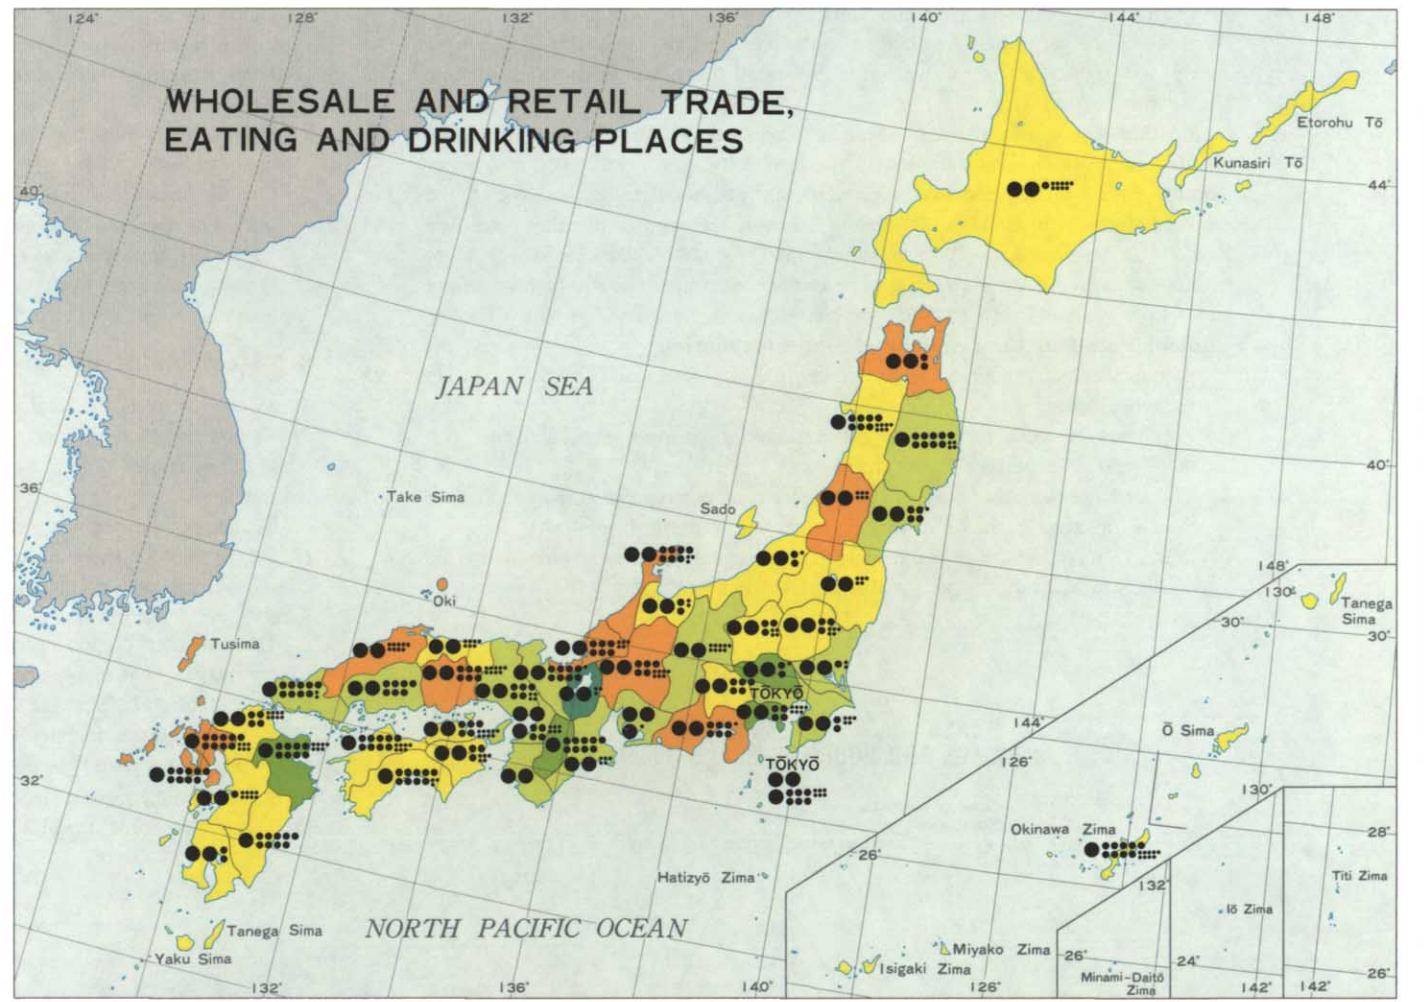 124°
128°
132°
136°
140°
144°
148°
WHOLESALE AND RETAIL TRADE,
EATING AND DRINKING PLACES
Etorohu Tō
Kunasiri Tō
40°
44°
JAPAN SEA
40°
36°
Take Sima
Sado
148°
130°
Oki
Tanega
Sima
30°
30°
Tusima
TŌKYŌ
144°
Ō Sima
126°
TŌKYŌ
32°
130°
Okinawa Zima
28°
26°
Hatizyō Zima
132°
Titi Zima
Iō Zima
Tanega Sima
NORTH PACIFIC OCEAN
Yaku Sima
Miyako Zima
26°
24°
Isigaki Zima
Minami-Daitō
Zima
26°
132°
136°
140°
126°
142°
142°